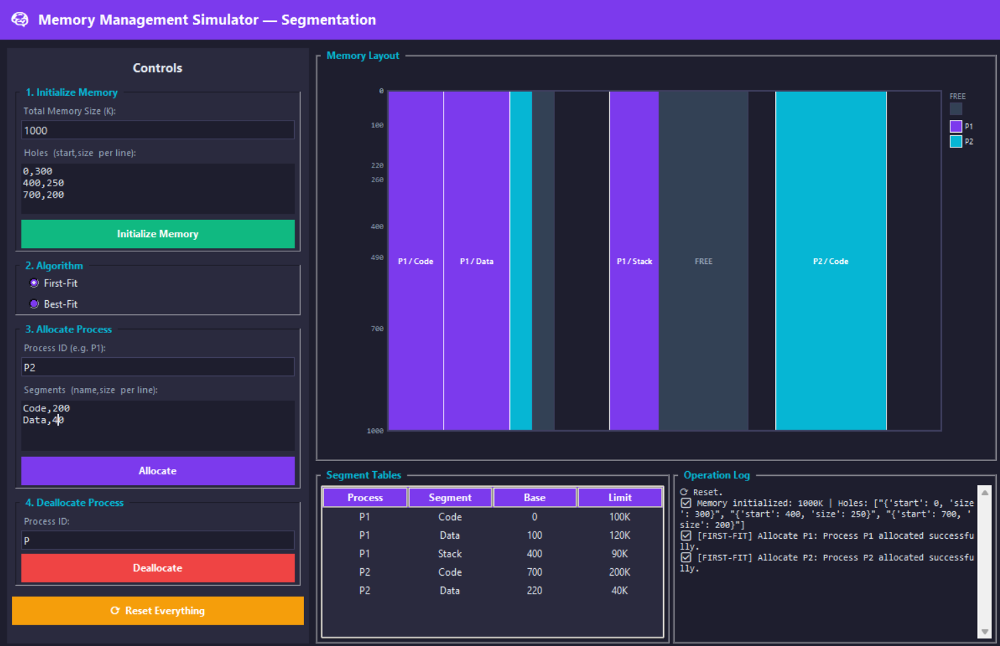 Memory Management Simulator — Segmentation
Controls
1. Initialize Memory
Total Memory Size (K):
1000
Holes (start,size per line):
0,300
400,250
700,200
Initialize Memory
2. Algorithm
First-Fit
Best-Fit
3. Allocate Process
Process ID (e.g. P1):
P2
Segments (name,size per line):
Code,200
Data,40
Allocate
4. Deallocate Process
Process ID:
P
Deallocate
⟳ Reset Everything
Memory Layout
0
100
220
260
400
490
700
1000
P1 / Code
P1 / Data
P1 / Stack
FREE
P2 / Code
FREE
P1
P2
Segment Tables
Process Segment Base Limit
P1 Code 0 100K
P1 Data 100 120K
P1 Stack 400 90K
P2 Code 700 200K
P2 Data 220 40K
Operation Log
⟳ Reset.
☑ Memory initialized: 1000K | Holes: ["{'start': 0, 'size
': 300}", "{'start': 400, 'size': 250}", "{'start': 700, '
size': 200}"]
☑ [FIRST-FIT] Allocate P1: Process P1 allocated successfu
lly.
☑ [FIRST-FIT] Allocate P2: Process P2 allocated successfu
lly.